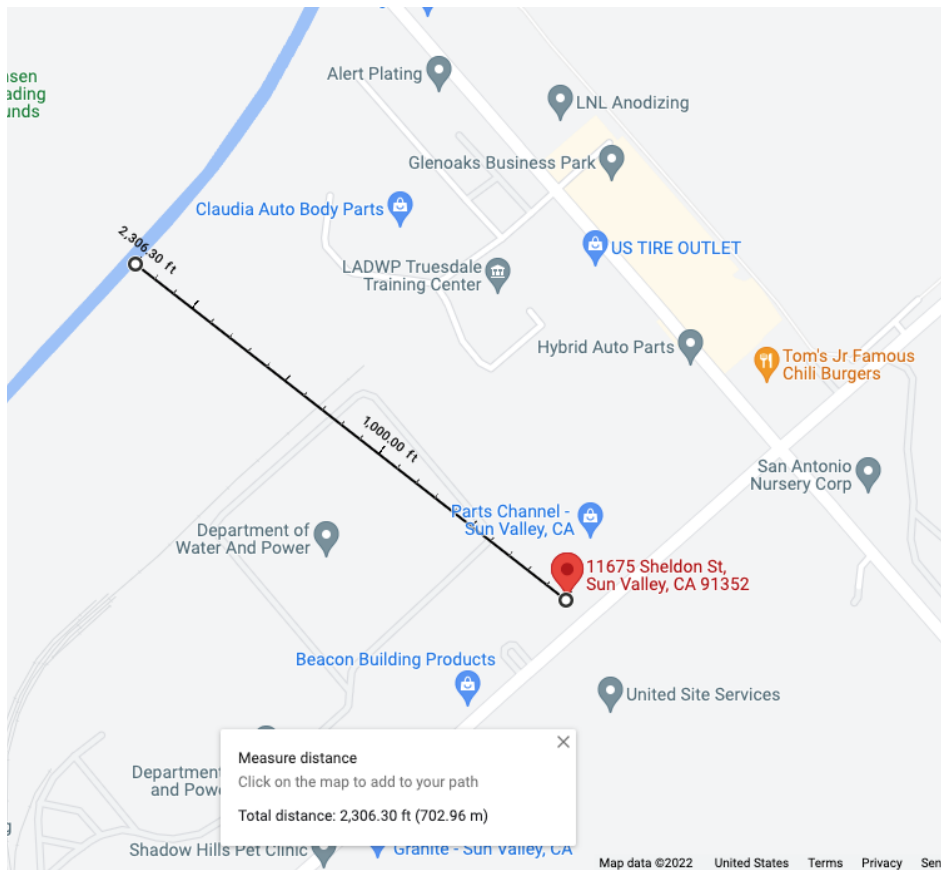 Alert Plating
LNL Anodizing
Glenoaks Business Park
Claudia Auto Body Parts
US TIRE OUTLET
2,306.30 ft
LADWP Truesdale
Training Center
Hybrid Auto Parts
Tom's Jr Famous
Chili Burgers
1,000.00 ft
San Antonio
Nursery Corp
Parts Channel -
Sun Valley, CA
Department of
Water And Power
11675 Sheldon St,
Sun Valley, CA 91352
Beacon Building Products
United Site Services
Measure distance
Click on the map to add to your path
Total distance: 2,306.30 ft (702.96 m)
Department
and Pow
Shadow Hills Pet Clinic
Granite - Sun Valley, CA
Map data ©2022 United States Terms Privacy Sen